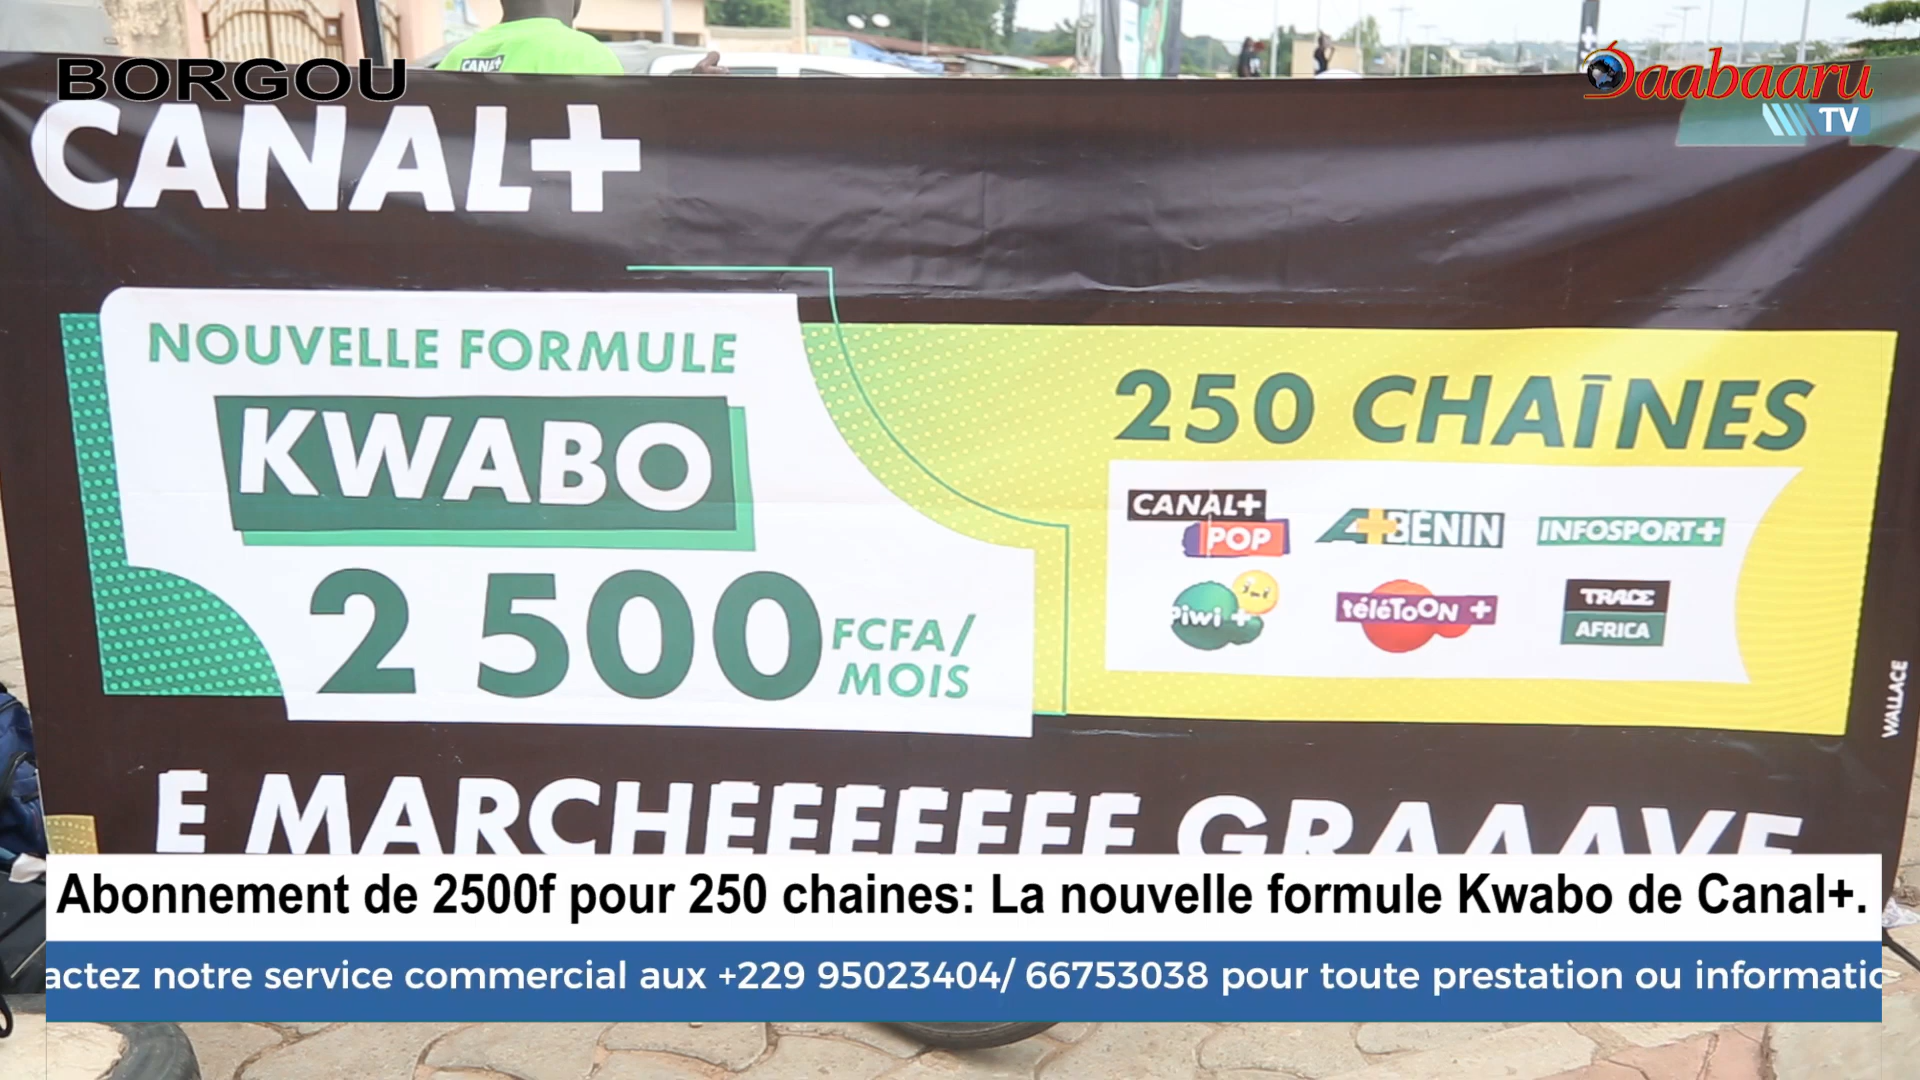 CANAL+
BORGOU
Daabaaru
TV
CANAL+
NOUVELLE FORMULE
KWABO
2 500 FCFA/
MOIS
250 CHAÎNES
CANAL+
POP
A+BENIN
INFOSPORT+
Piwi +
téléToON +
TRACE
AFRICA
WALLACE
E MARCHEEEEEEE GRAAAVE
Abonnement de 2500f pour 250 chaines: La nouvelle formule Kwabo de Canal+.
actez notre service commercial aux +229 95023404/ 66753038 pour toute prestation ou informatio